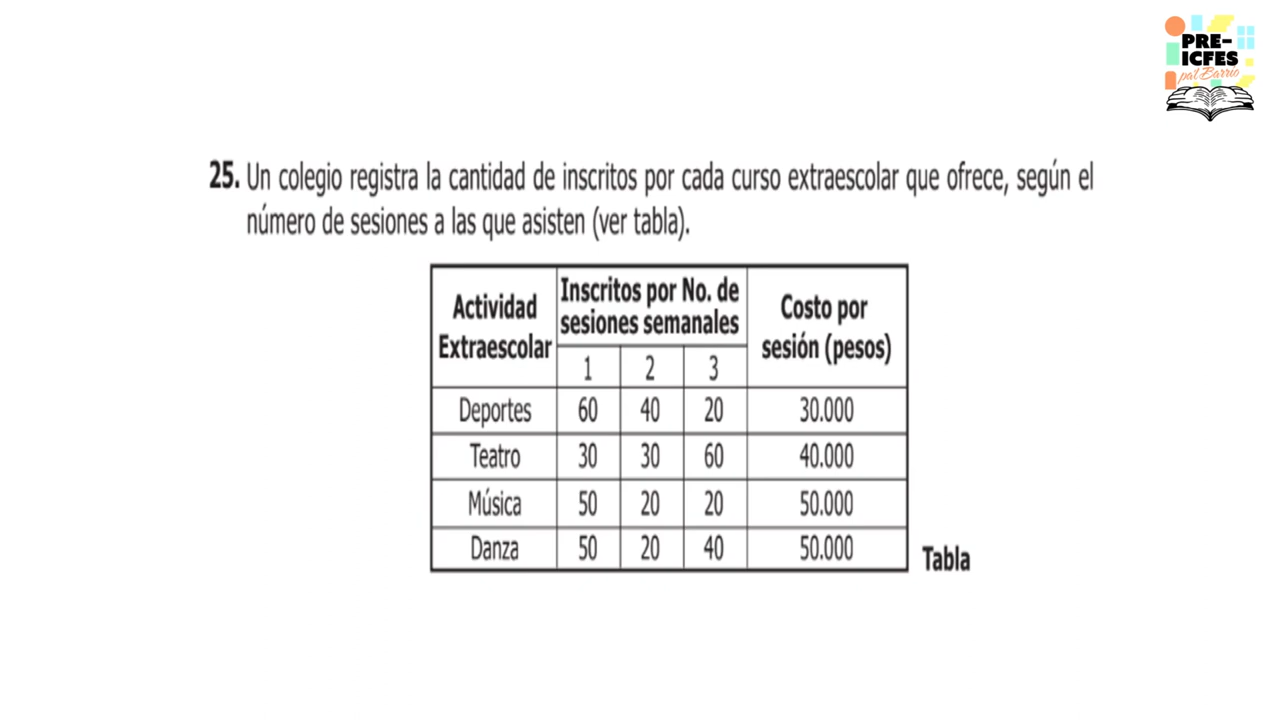 PRE-
ICFES
pa'l Barrio
25. Un colegio registra la cantidad de inscritos por cada curso extraescolar que ofrece, según el
número de sesiones a las que asisten (ver tabla).
Actividad Extraescolar | Inscritos por No. de sesiones semanales | Costo por sesión (pesos)
1 2 3
Deportes 60 40 20 30.000
Teatro 30 30 60 40.000
Música 50 20 20 50.000
Danza 50 20 40 50.000
Tabla